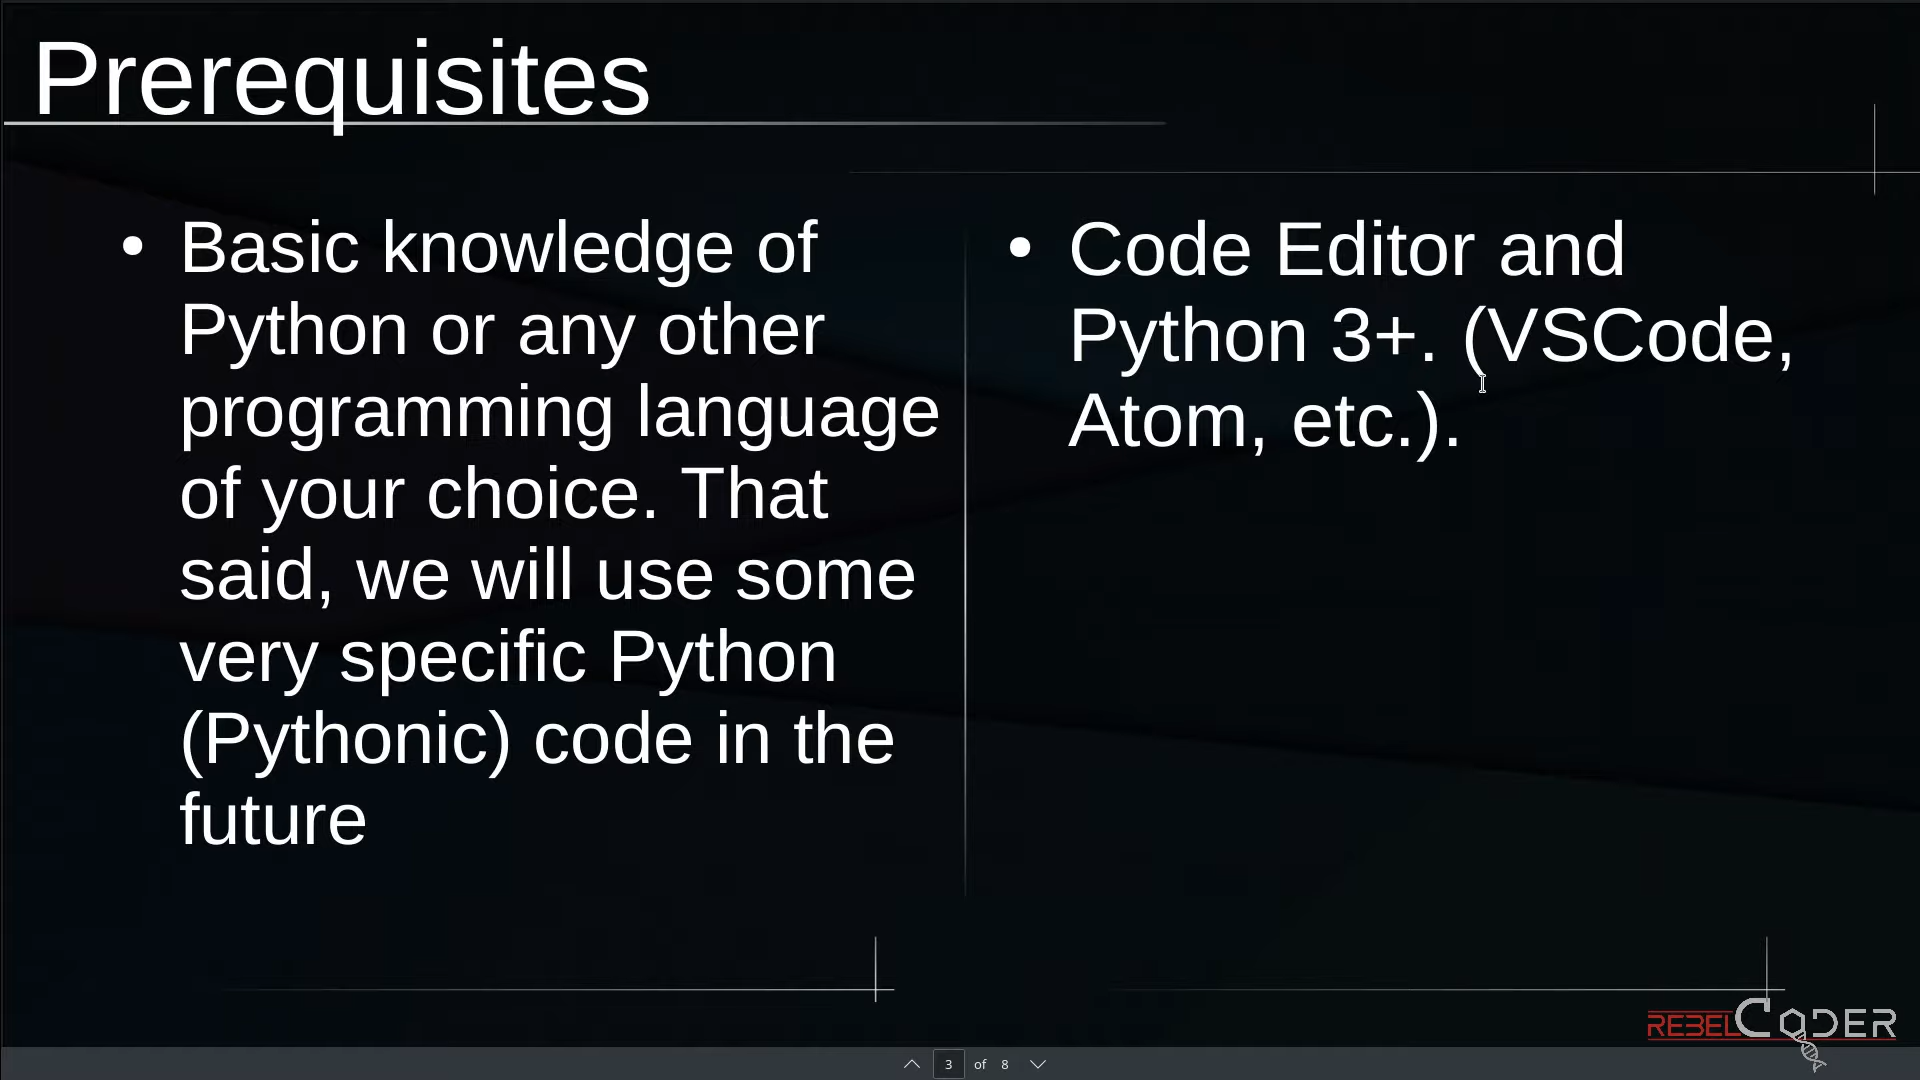 Prerequisites
• Basic knowledge of
Python or any other
programming language
of your choice. That
said, we will use some
very specific Python
(Pythonic) code in the
future
• Code Editor and
Python 3+. (VSCode,
Atom, etc.).
REBELCODER
3 of 8